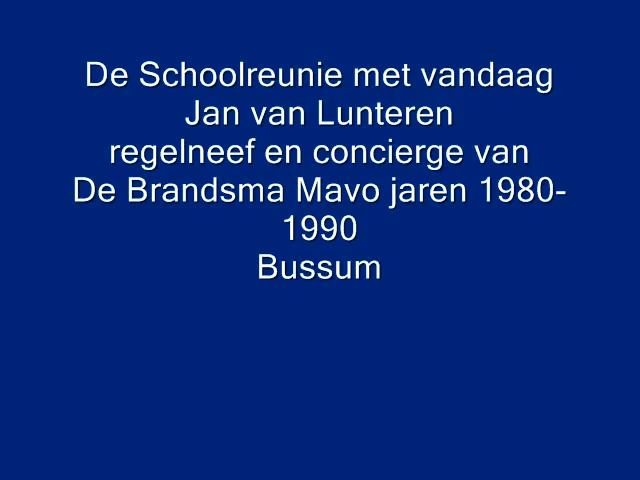 De Schoolreunie met vandaag
Jan van Lunteren
regelneef en concierge van
De Brandsma Mavo jaren 1980-
1990
Bussum